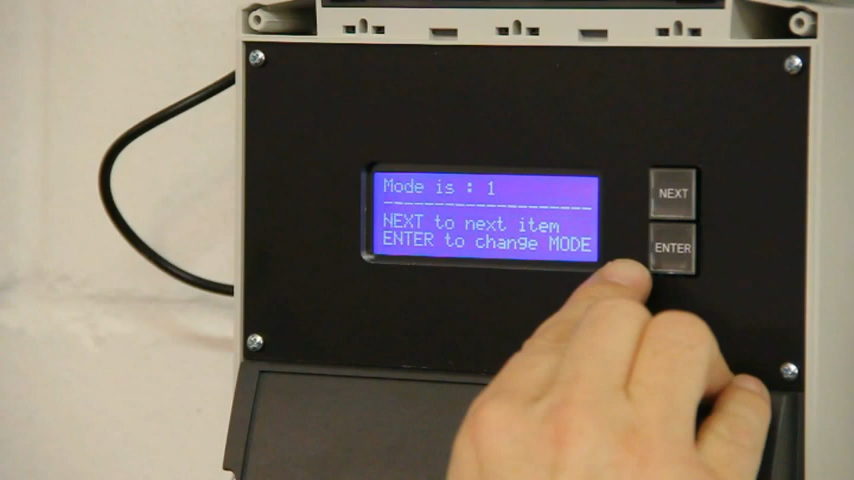 Mode is : 1
--------------------
NEXT to next item
ENTER to change MODE
NEXT
ENTER